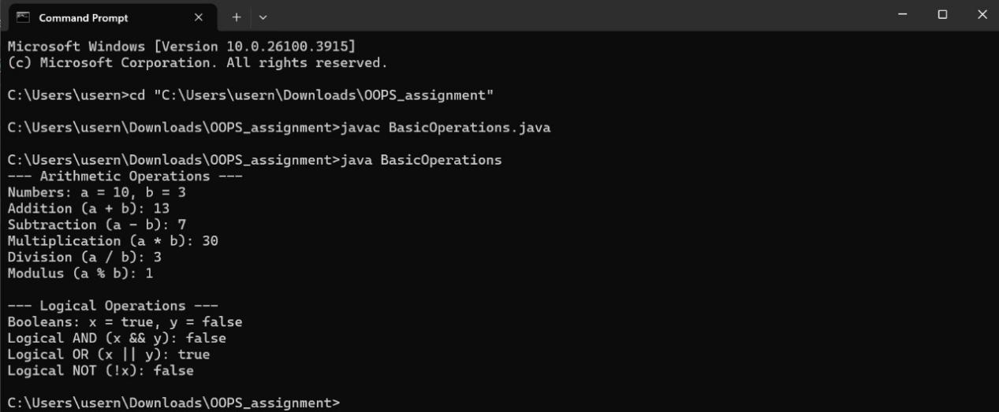 Command Prompt
Microsoft Windows [Version 10.0.26100.3915]
(c) Microsoft Corporation. All rights reserved.
C:\Users\usern>cd "C:\Users\usern\Downloads\OOPS_assignment"
C:\Users\usern\Downloads\OOPS_assignment>javac BasicOperations.java
C:\Users\usern\Downloads\OOPS_assignment>java BasicOperations
--- Arithmetic Operations ---
Numbers: a = 10, b = 3
Addition (a + b): 13
Subtraction (a - b): 7
Multiplication (a * b): 30
Division (a / b): 3
Modulus (a % b): 1
--- Logical Operations ---
Booleans: x = true, y = false
Logical AND (x && y): false
Logical OR (x || y): true
Logical NOT (!x): false
C:\Users\usern\Downloads\OOPS_assignment>